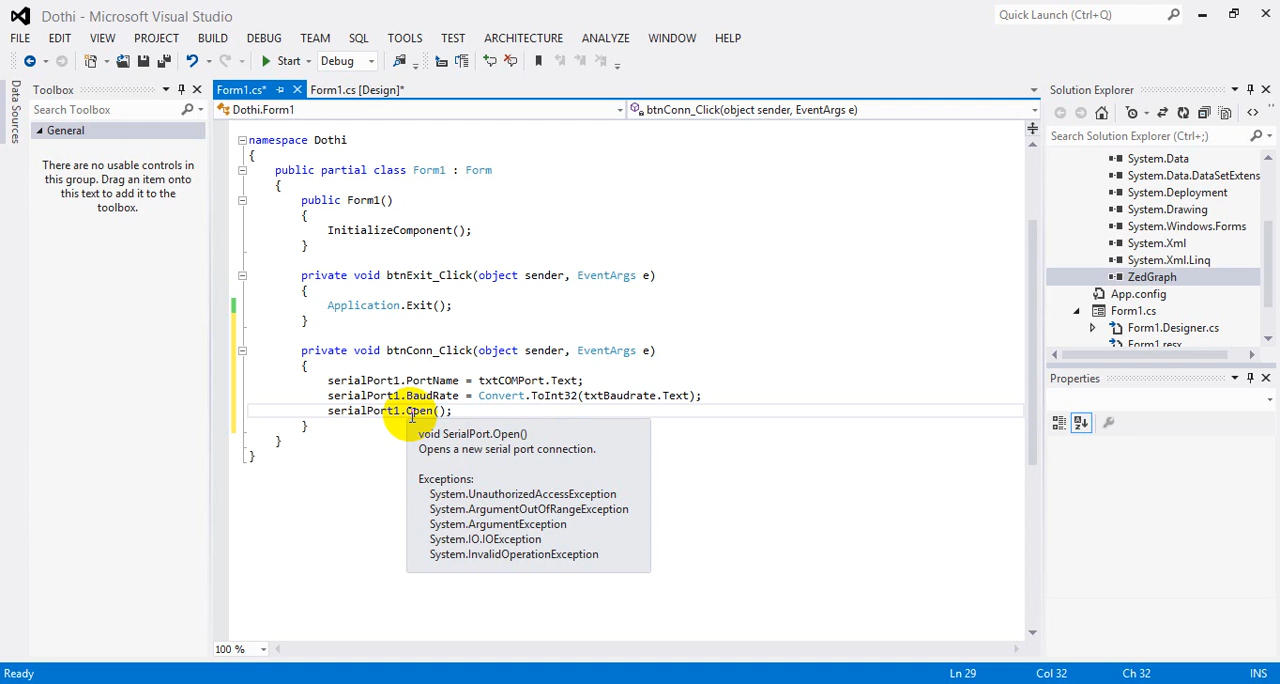 Dothi - Microsoft Visual Studio
Quick Launch (Ctrl+Q)
FILE EDIT VIEW PROJECT BUILD DEBUG TEAM SQL TOOLS TEST ARCHITECTURE ANALYZE WINDOW HELP
Start Debug
Data Sources
Toolbox
Search Toolbox
General
There are no usable controls in
this group. Drag an item onto
this text to add it to the
toolbox.
Form1.cs* Form1.cs [Design]*
Dothi.Form1 btnConn_Click(object sender, EventArgs e)
namespace Dothi
{
public partial class Form1 : Form
{
public Form1()
{
InitializeComponent();
}
private void btnExit_Click(object sender, EventArgs e)
{
Application.Exit();
}
private void btnConn_Click(object sender, EventArgs e)
{
serialPort1.PortName = txtCOMPort.Text;
serialPort1.BaudRate = Convert.ToInt32(txtBaudrate.Text);
serialPort1.Open();
}
}
}
void SerialPort.Open()
Opens a new serial port connection.
Exceptions:
System.UnauthorizedAccessException
System.ArgumentOutOfRangeException
System.ArgumentException
System.IO.IOException
System.InvalidOperationException
100 %
Solution Explorer
Search Solution Explorer (Ctrl+;)
System.Data
System.Data.DataSetExtens
System.Deployment
System.Drawing
System.Windows.Forms
System.Xml
System.Xml.Linq
ZedGraph
App.config
Form1.cs
Form1.Designer.cs
Form1.resx
Properties
Ready Ln 29 Col 32 Ch 32 INS